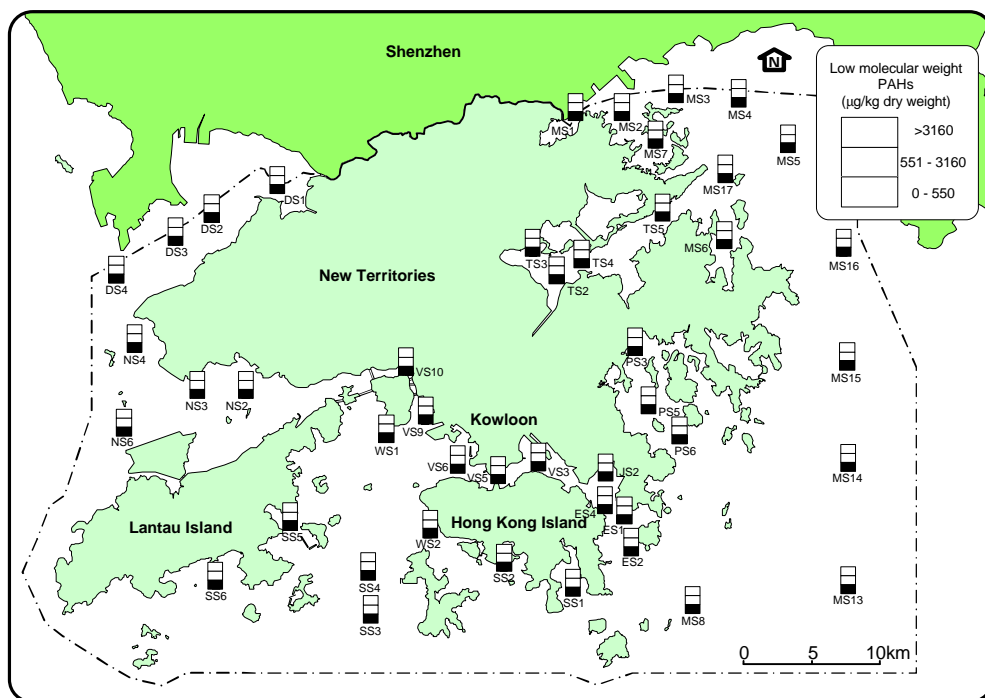 Shenzhen
N
Low molecular weight
PAHs
(µg/kg dry weight)
>3160
551 - 3160
0 - 550
MS1
MS2
MS3
MS4
MS5
MS7
MS17
DS1
DS2
DS3
DS4
TS5
MS6
TS3
TS4
TS2
MS16
New Territories
NS4
PS3
MS15
VS10
NS3
NS2
NS6
VS9
Kowloon
PS5
PS6
WS1
VS6
VS5
VS3
JS2
MS14
Lantau Island
SS5
WS2
Hong Kong Island
ES4
ES1
ES2
SS6
SS4
SS3
SS2
SS1
MS8
MS13
0
5
10km